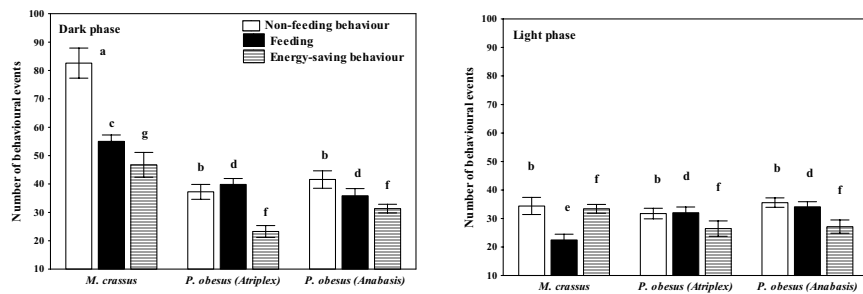 Dark phase
Non-feeding behaviour
Feeding
Energy-saving behaviour
Number of behavioural events
100
90
80
70
60
50
40
30
20
10
a
c
g
b
d
f
b
d
f
M. crassus
P. obesus (Atriplex)
P. obesus (Anabasis)
Light phase
Number of behavioural events
100
90
80
70
60
50
40
30
20
10
b
e
f
b
d
f
b
d
f
M. crassus
P. obesus (Atriplex)
P. obesus (Anabasis)